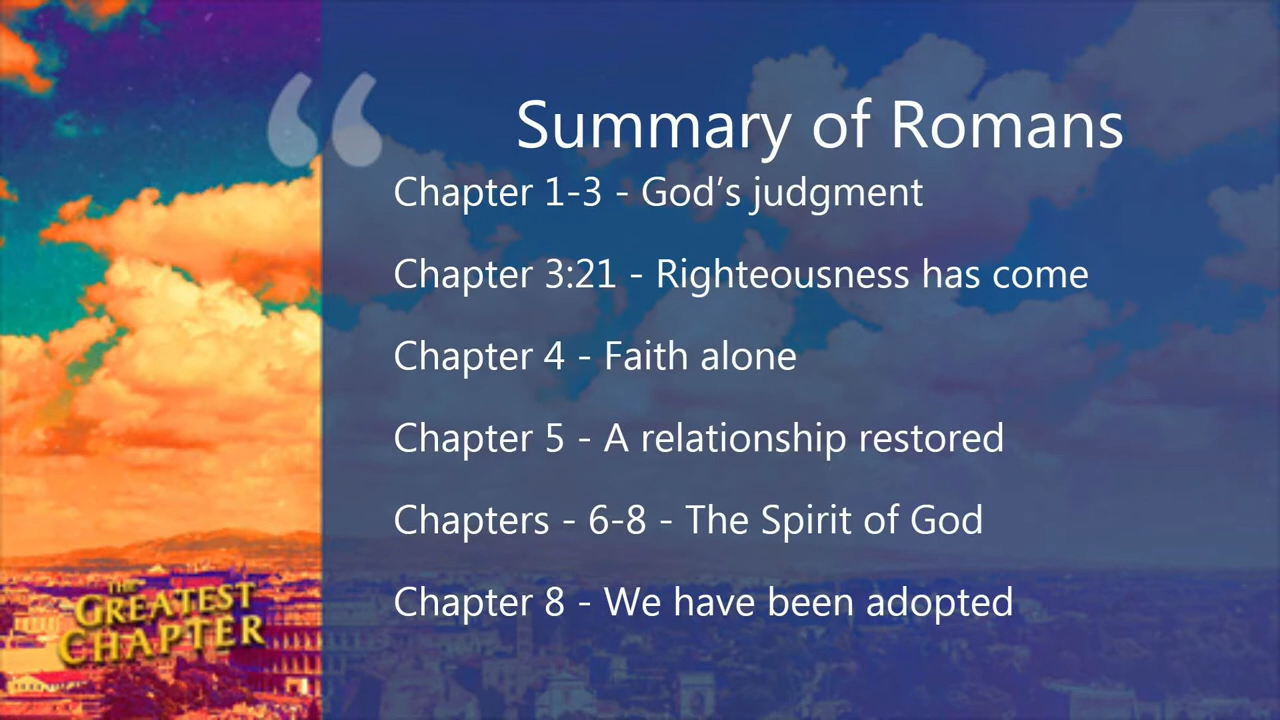 “
Summary of Romans
Chapter 1-3 - God’s judgment
Chapter 3:21 - Righteousness has come
Chapter 4 - Faith alone
Chapter 5 - A relationship restored
Chapters - 6-8 - The Spirit of God
Chapter 8 - We have been adopted
THE
GREATEST
CHAPTER